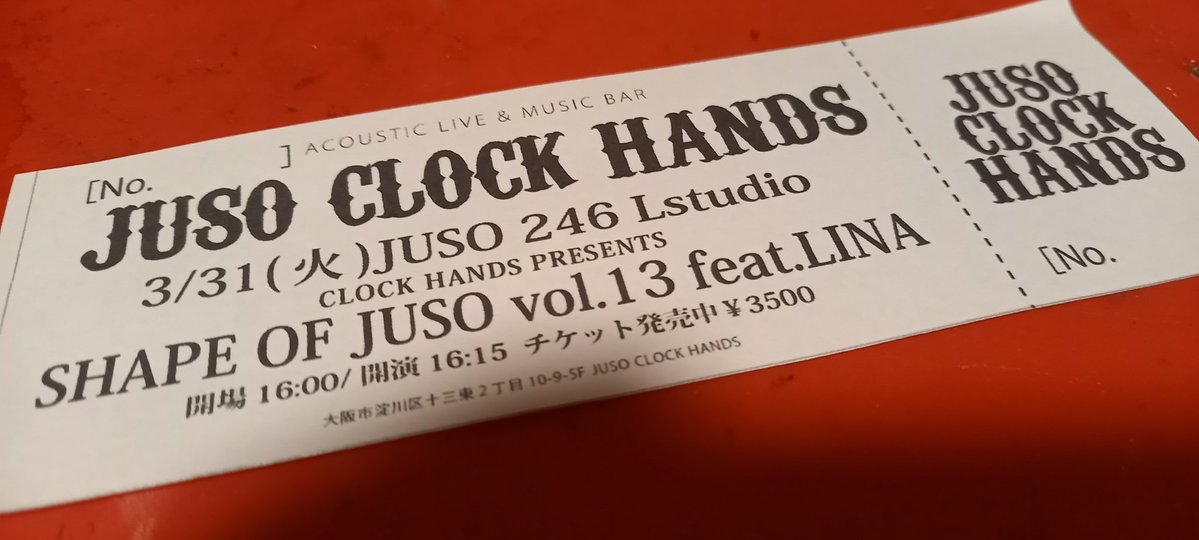 ACOUSTIC LIVE & MUSIC BAR
[No. ]
JUSO CLOCK HANDS
3/31(火)JUSO 246 Lstudio
CLOCK HANDS PRESENTS
SHAPE OF JUSO vol.13 feat.LINA
開場 16:00/ 開演 16:15 チケット発売中¥3500
大阪市淀川区十三東2丁目10-9-5F JUSO CLOCK HANDS
JUSO
CLOCK
HANDS
[No.